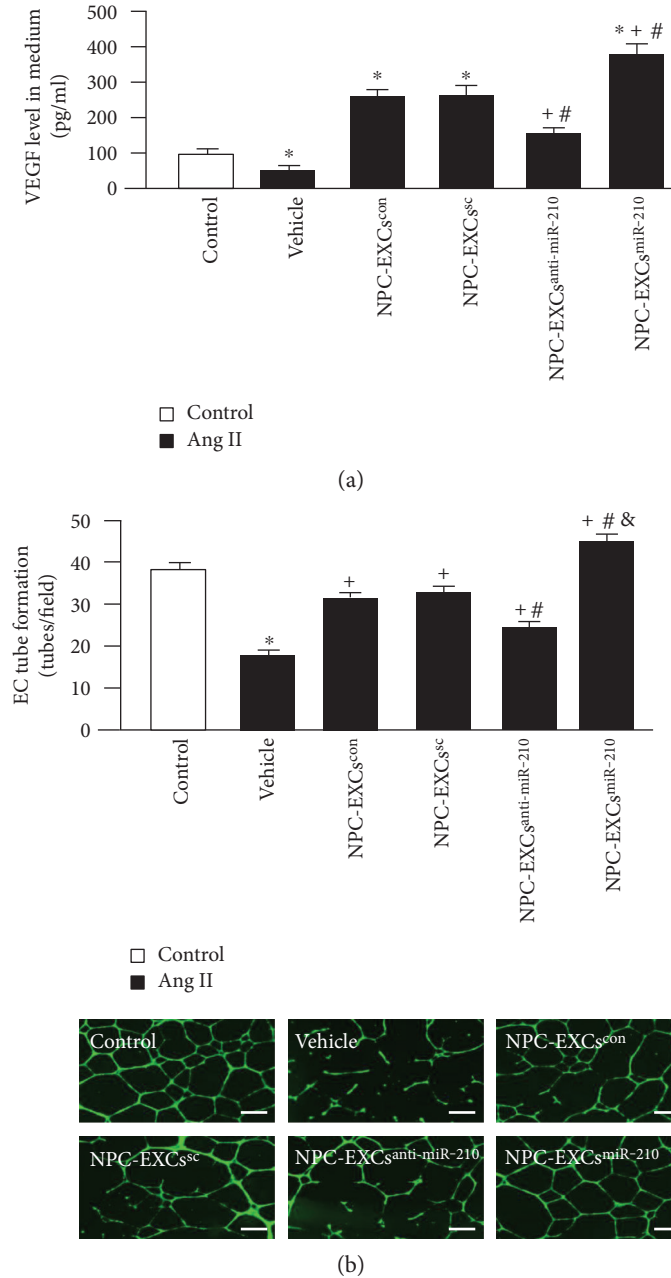 500
400
300
200
100
0
VEGF level in medium
(pg/ml)
*
*
*
+ #
* + #
Control
Vehicle
NPC-EXCsᶜᵒⁿ
NPC-EXCsˢᶜ
NPC-EXCsᵃⁿᵗⁱ⁻ᵐⁱᴿ⁻²¹⁰
NPC-EXCsᵐⁱᴿ⁻²¹⁰
Control
Ang II
(a)
50
40
30
20
10
0
EC tube formation
(tubes/field)
*
+
+
+ #
+ # &
Control
Vehicle
NPC-EXCsᶜᵒⁿ
NPC-EXCsˢᶜ
NPC-EXCsᵃⁿᵗⁱ⁻ᵐⁱᴿ⁻²¹⁰
NPC-EXCsᵐⁱᴿ⁻²¹⁰
Control
Ang II
Control
Vehicle
NPC-EXCsᶜᵒⁿ
NPC-EXCsˢᶜ
NPC-EXCsᵃⁿᵗⁱ⁻ᵐⁱᴿ⁻²¹⁰
NPC-EXCsᵐⁱᴿ⁻²¹⁰
(b)